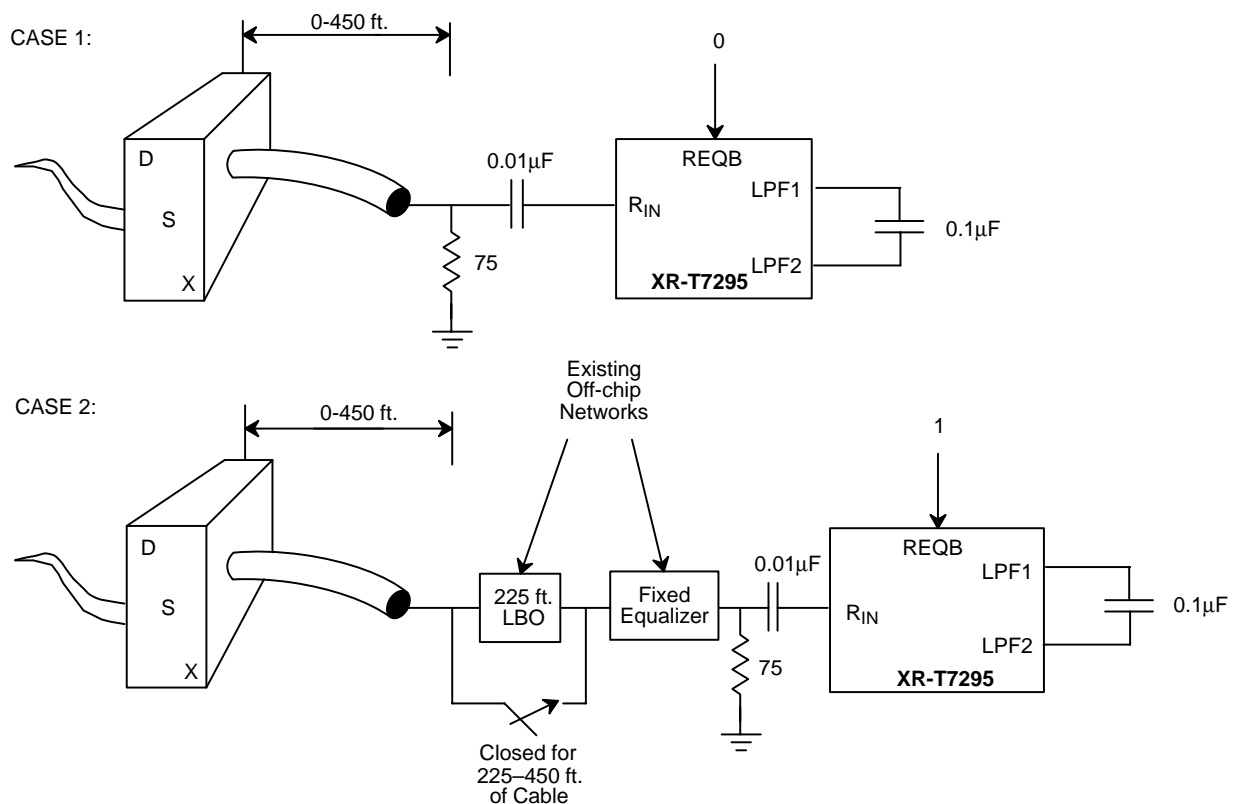 CASE 1:
0-450 ft.
0
D
S
X
0.01μF
75
REQB
R_IN
LPF1
LPF2
XR-T7295
0.1μF
CASE 2:
0-450 ft.
Existing
Off-chip
Networks
1
D
S
X
225 ft.
LBO
Fixed
Equalizer
0.01μF
75
REQB
R_IN
LPF1
LPF2
XR-T7295
0.1μF
Closed for
225–450 ft.
of Cable